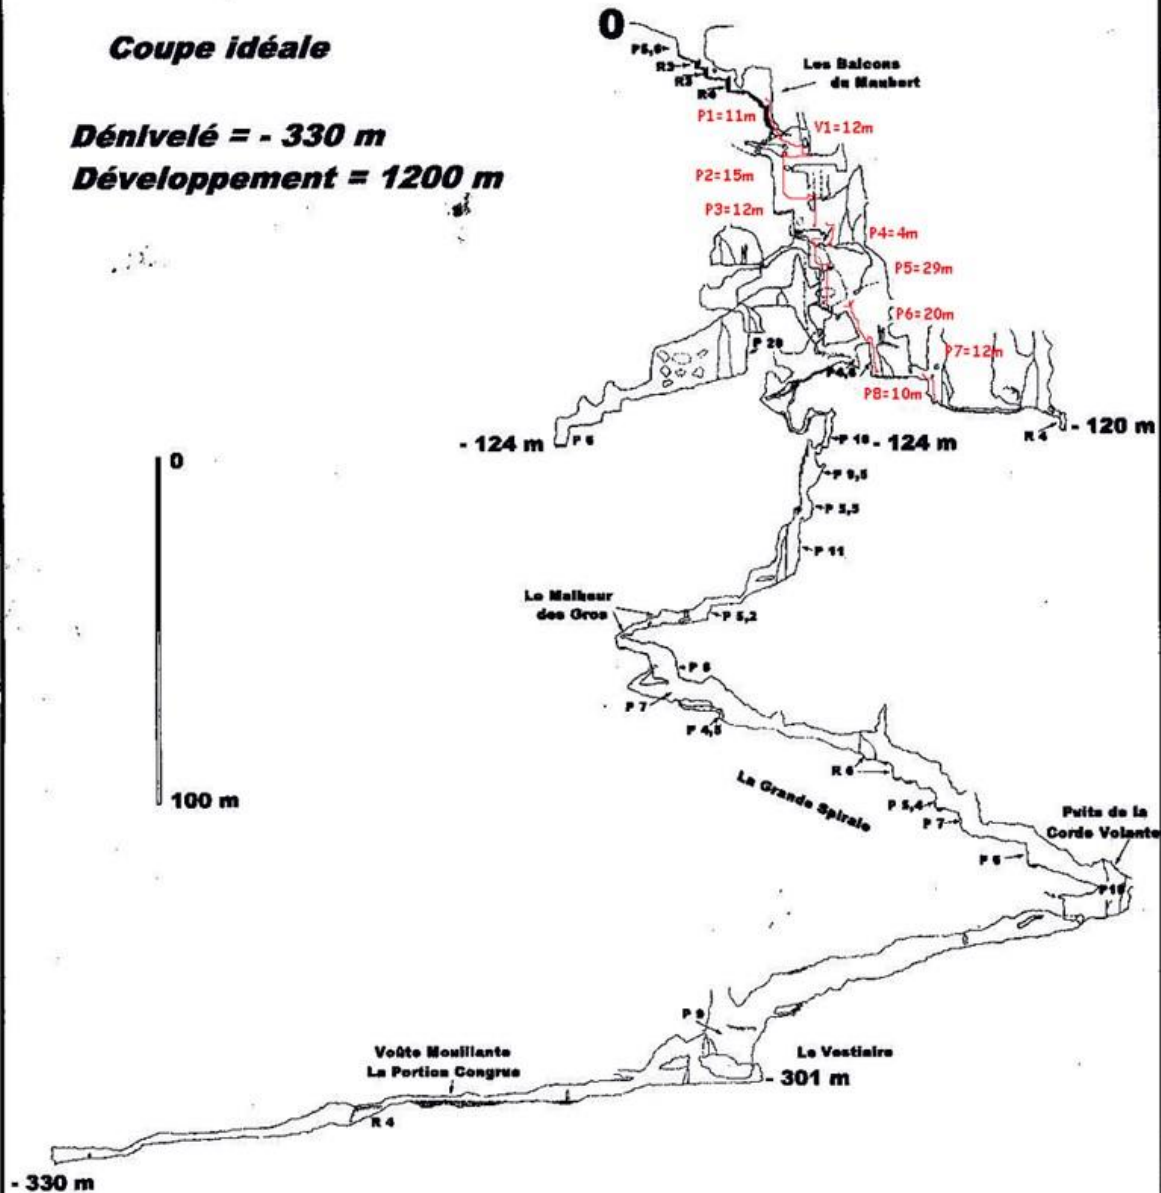 Coupe idéale
Dénivelé = - 330 m
Développement = 1200 m
0
P5,6
R3
R3
R4
Les Balcons
du Maubert
P1=11m
V1=12m
P2=15m
P3=12m
P4=4m
P5=29m
P6=20m
P7=12m
P8=10m
P 20
P4,5
P 6
- 124 m
P 10
- 124 m
R 4
- 120 m
P 9,5
P 5,5
P 11
0
100 m
Le Malheur
des Gros
P 5,2
P 8
P 7
P 4,5
R 6
La Grande Spirale
P 5,4
P 7
P 6
Puits de la
Corde Volante
P18
P 9
Le Vestiaire
- 301 m
Voûte Mouillante
La Portion Congrue
R 4
- 330 m